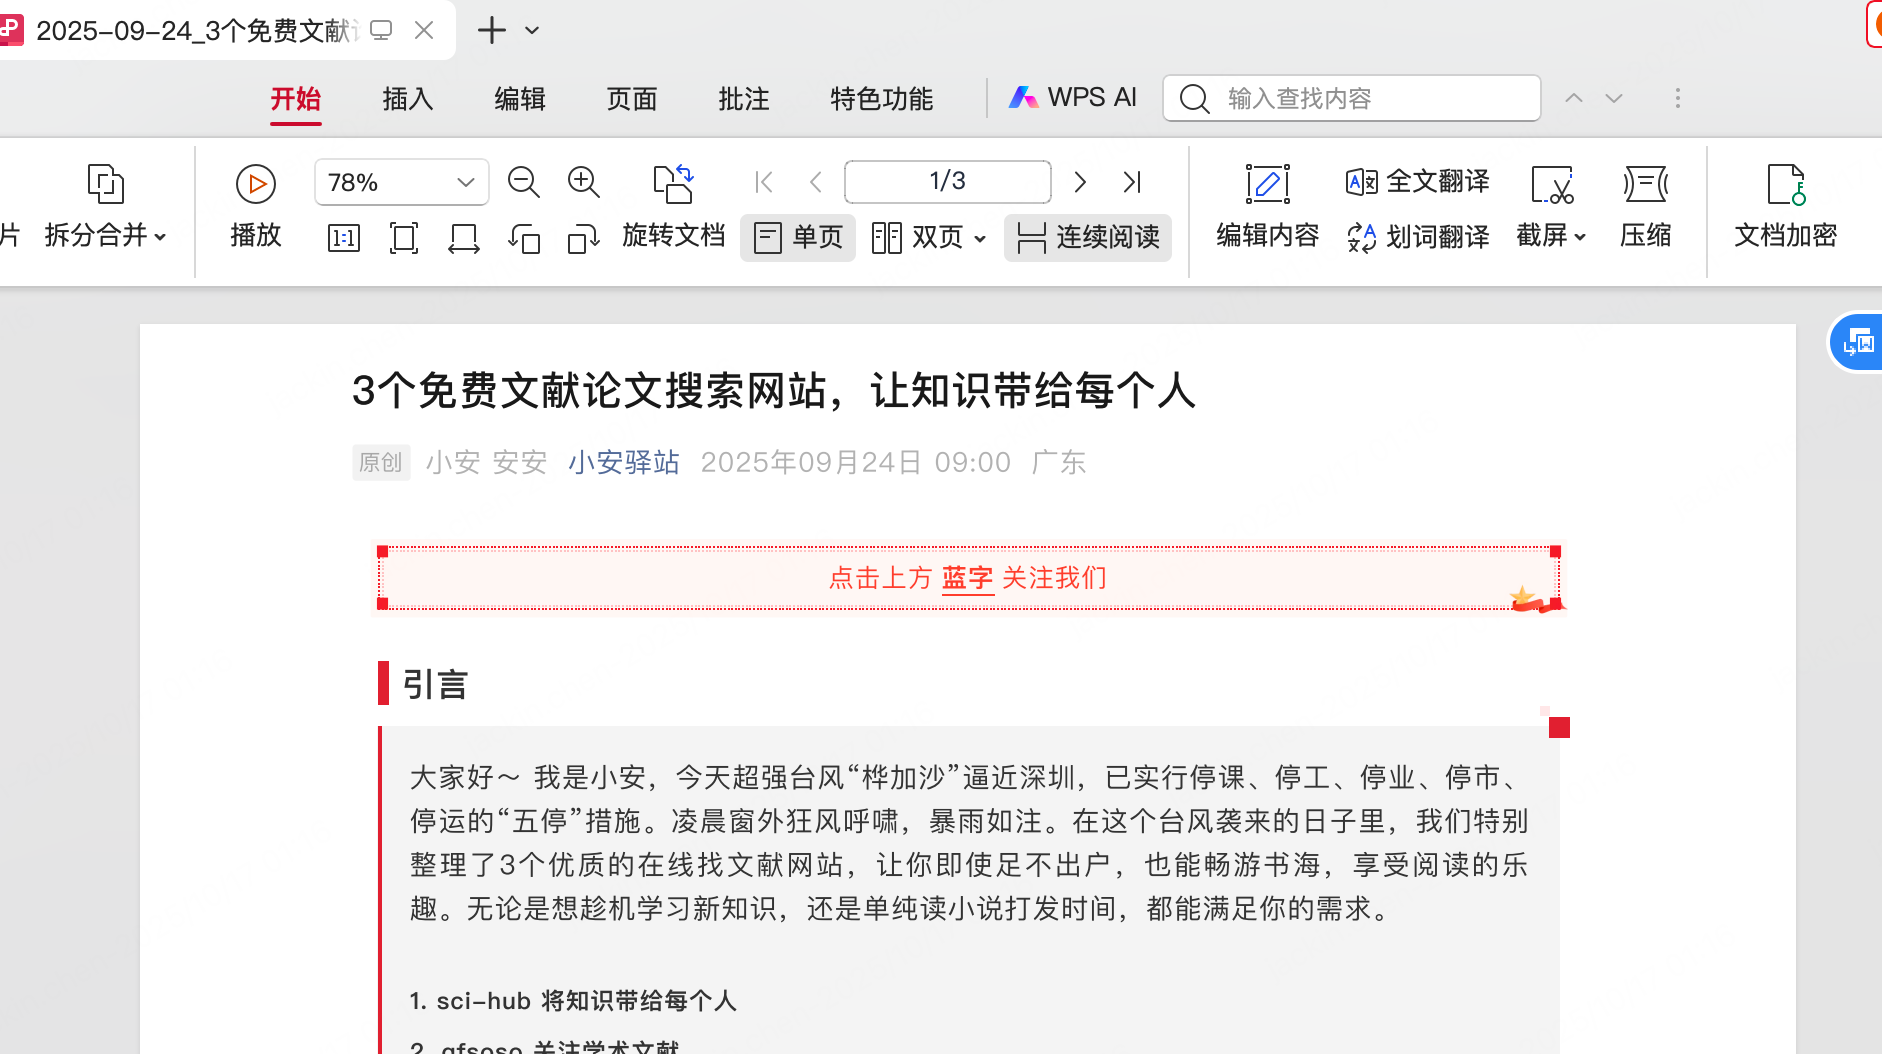 2025-09-24_3个免费文献
开始 插入 编辑 页面 批注 特色功能 WPS AI 输入查找内容
78% 1/3 全文翻译
片 拆分合并 播放 旋转文档 单页 双页 连续阅读 编辑内容 划词翻译 截屏 压缩 文档加密
3个免费文献论文搜索网站，让知识带给每个人
原创 小安 安安 小安驿站 2025年09月24日 09:00 广东
点击上方 蓝字 关注我们
引言
大家好～ 我是小安，今天超强台风“桦加沙”逼近深圳，已实行停课、停工、停业、停市、
停运的“五停”措施。凌晨窗外狂风呼啸，暴雨如注。在这个台风袭来的日子里，我们特别
整理了3个优质的在线找文献网站，让你即使足不出户，也能畅游书海，享受阅读的乐
趣。无论是想趁机学习新知识，还是单纯读小说打发时间，都能满足你的需求。
1. sci-hub 将知识带给每个人
2. gfsoso 关注学术文献